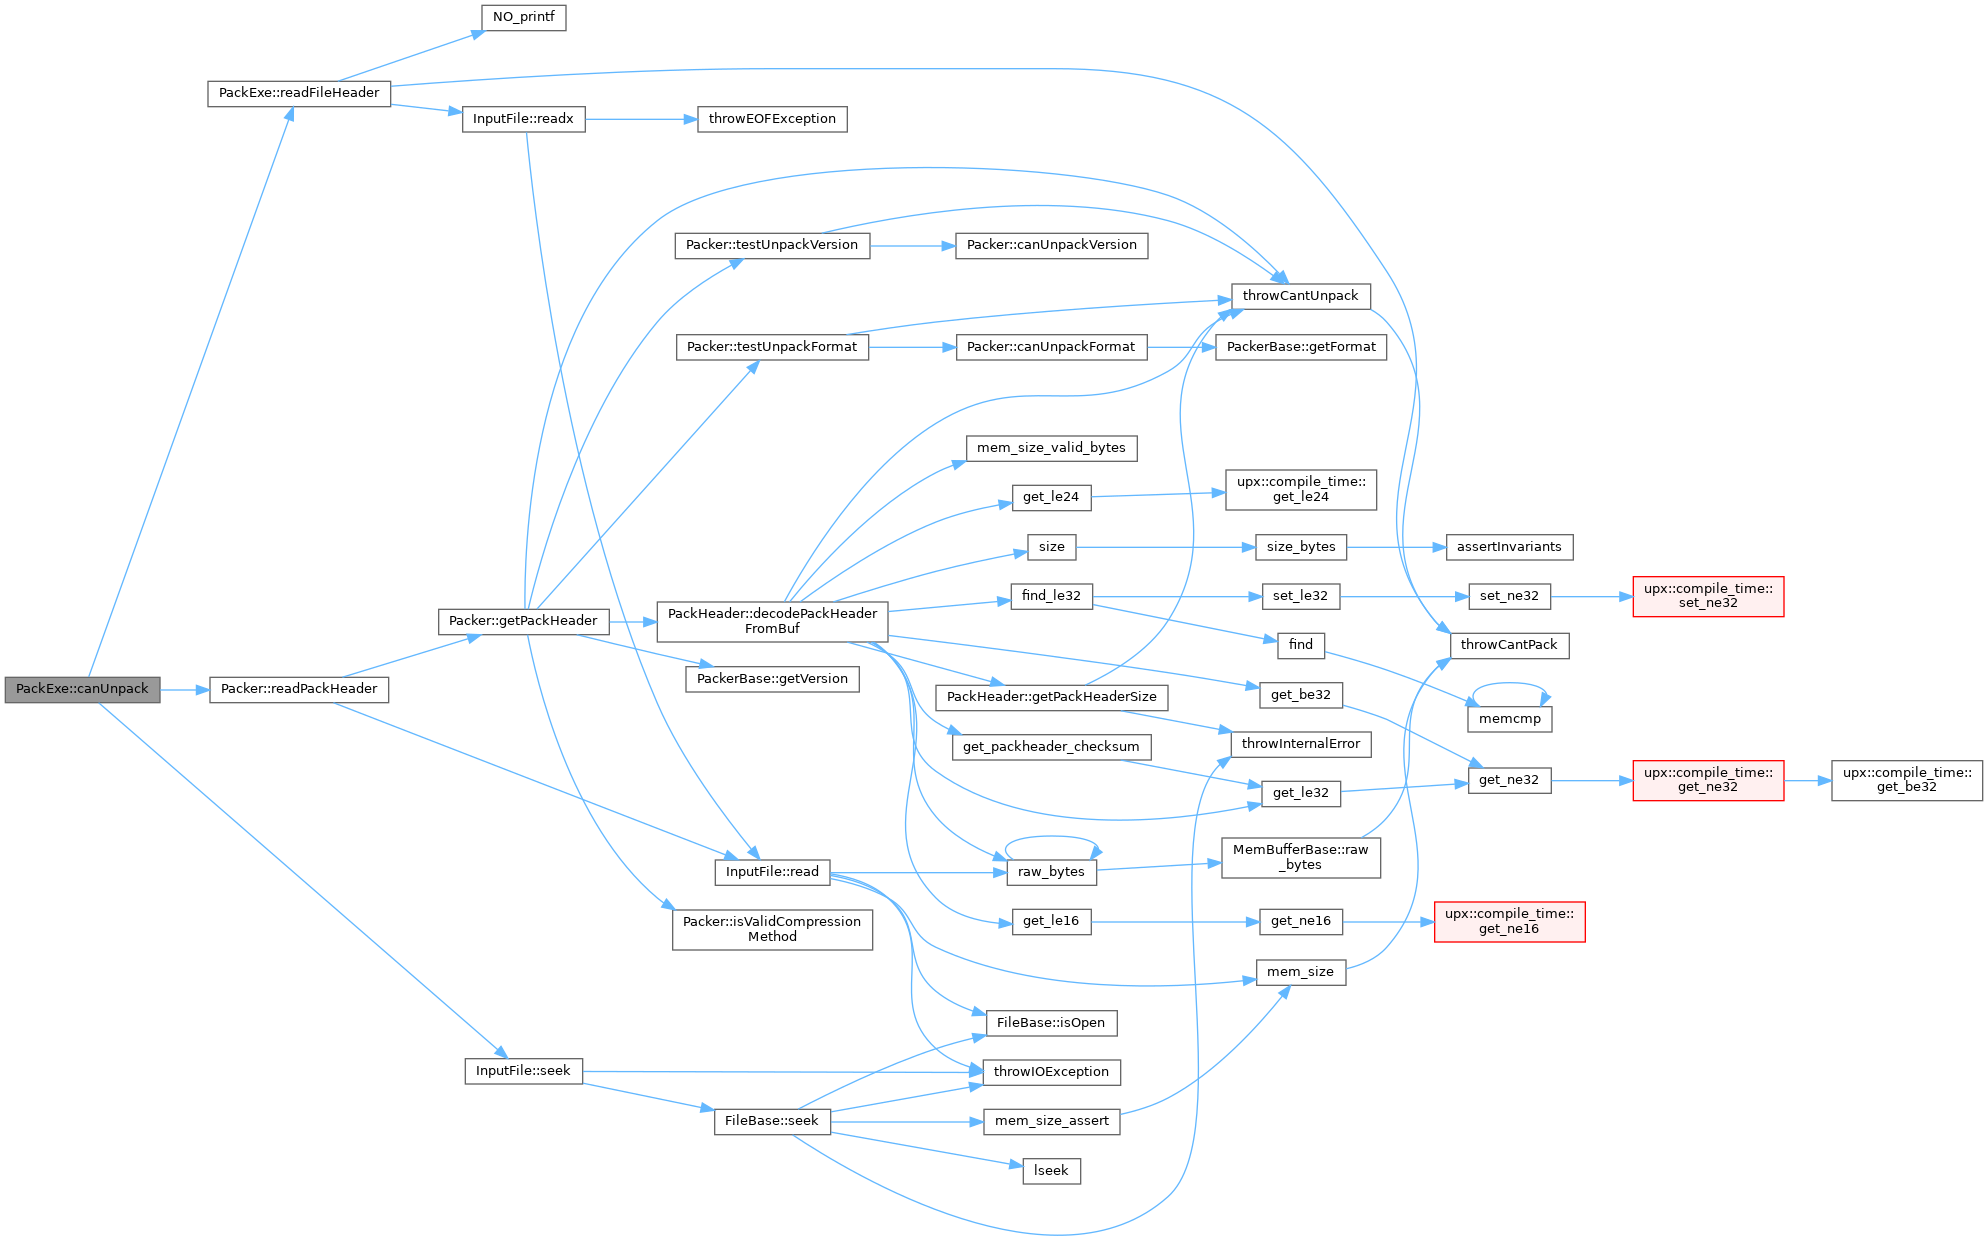 NO_printf
PackExe::readFileHeader
InputFile::readx
throwEOFException
Packer::testUnpackVersion
Packer::canUnpackVersion
throwCantUnpack
Packer::testUnpackFormat
Packer::canUnpackFormat
PackerBase::getFormat
mem_size_valid_bytes
get_le24
upx::compile_time::
get_le24
size
size_bytes
assertInvariants
find_le32
set_le32
set_ne32
upx::compile_time::
set_ne32
Packer::getPackHeader
PackHeader::decodePackHeader
FromBuf
find
throwCantPack
PackExe::canUnpack
Packer::readPackHeader
PackerBase::getVersion
PackHeader::getPackHeaderSize
get_be32
memcmp
get_packheader_checksum
throwInternalError
get_le32
get_ne32
upx::compile_time::
get_ne32
upx::compile_time::
get_be32
InputFile::read
raw_bytes
MemBufferBase::raw
_bytes
Packer::isValidCompression
Method
get_le16
get_ne16
upx::compile_time::
get_ne16
mem_size
FileBase::isOpen
InputFile::seek
throwIOException
FileBase::seek
mem_size_assert
lseek